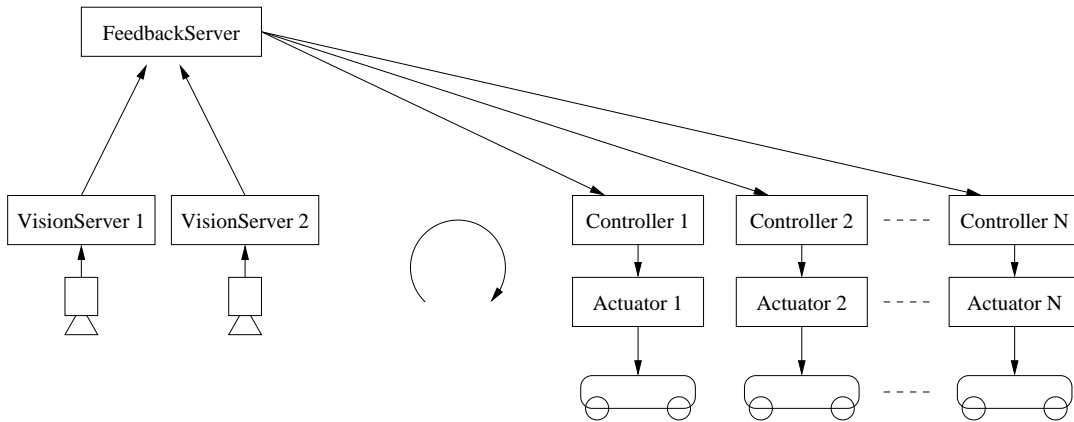 FeedbackServer
VisionServer 1
VisionServer 2
Controller 1
Controller 2
Controller N
Actuator 1
Actuator 2
Actuator N